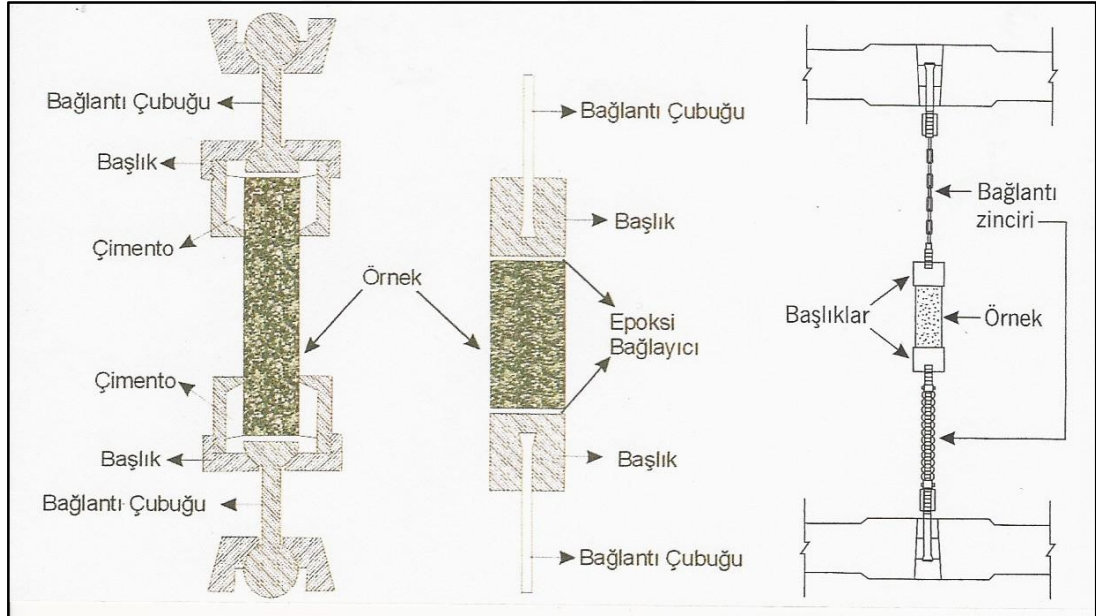 Bağlantı Çubuğu
Başlık
Çimento
Örnek
Çimento
Başlık
Bağlantı Çubuğu
Bağlantı Çubuğu
Başlık
Epoksi
Bağlayıcı
Başlık
Bağlantı Çubuğu
Bağlantı
zinciri
Başlıklar
Örnek